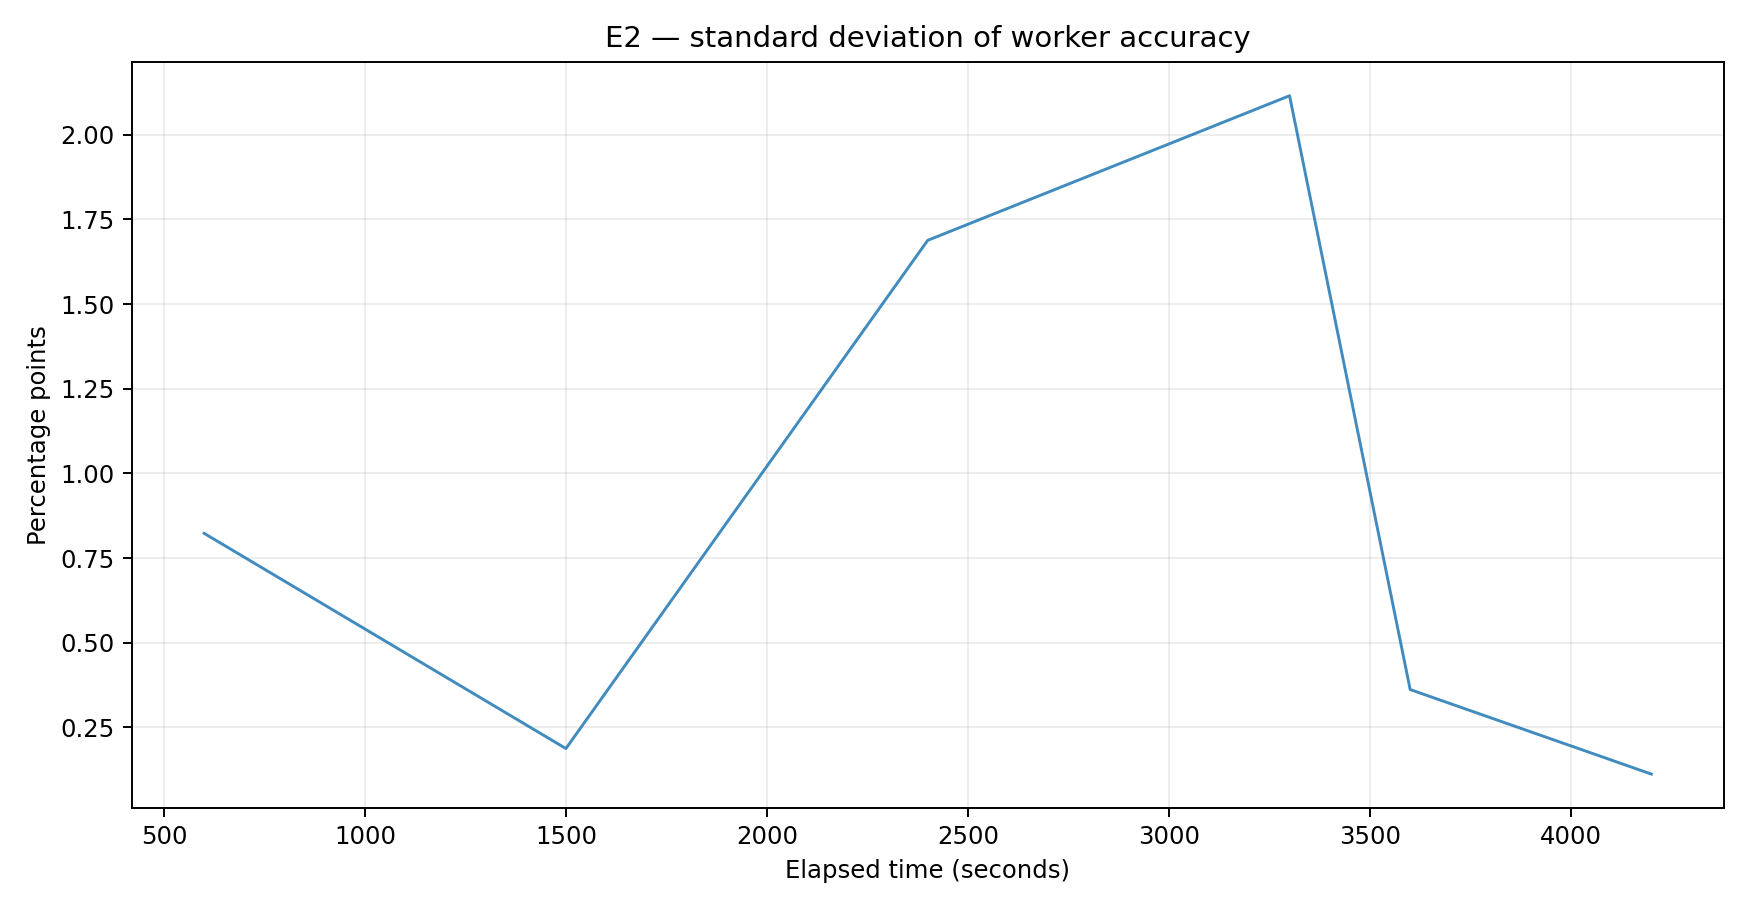 E2 — standard deviation of worker accuracy
Percentage points
2.00
1.75
1.50
1.25
1.00
0.75
0.50
0.25
500 1000 1500 2000 2500 3000 3500 4000
Elapsed time (seconds)